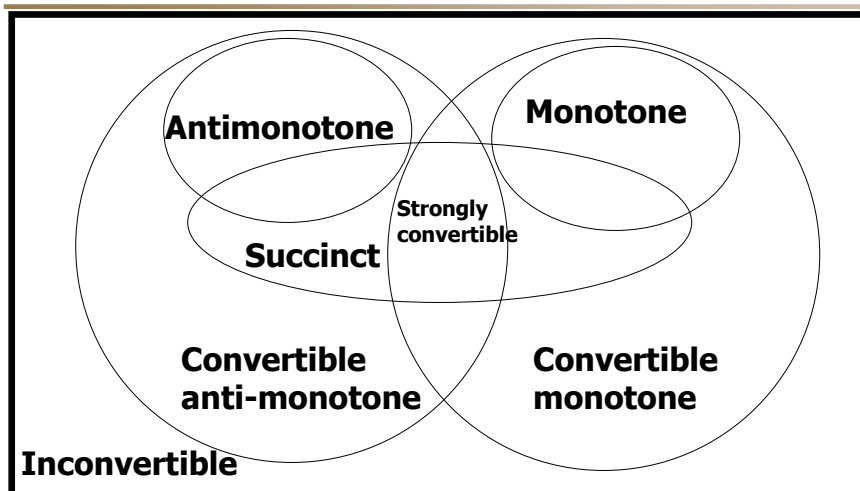 Antimonotone
Monotone
Strongly
convertible
Succinct
Convertible
anti-monotone
Convertible
monotone
Inconvertible